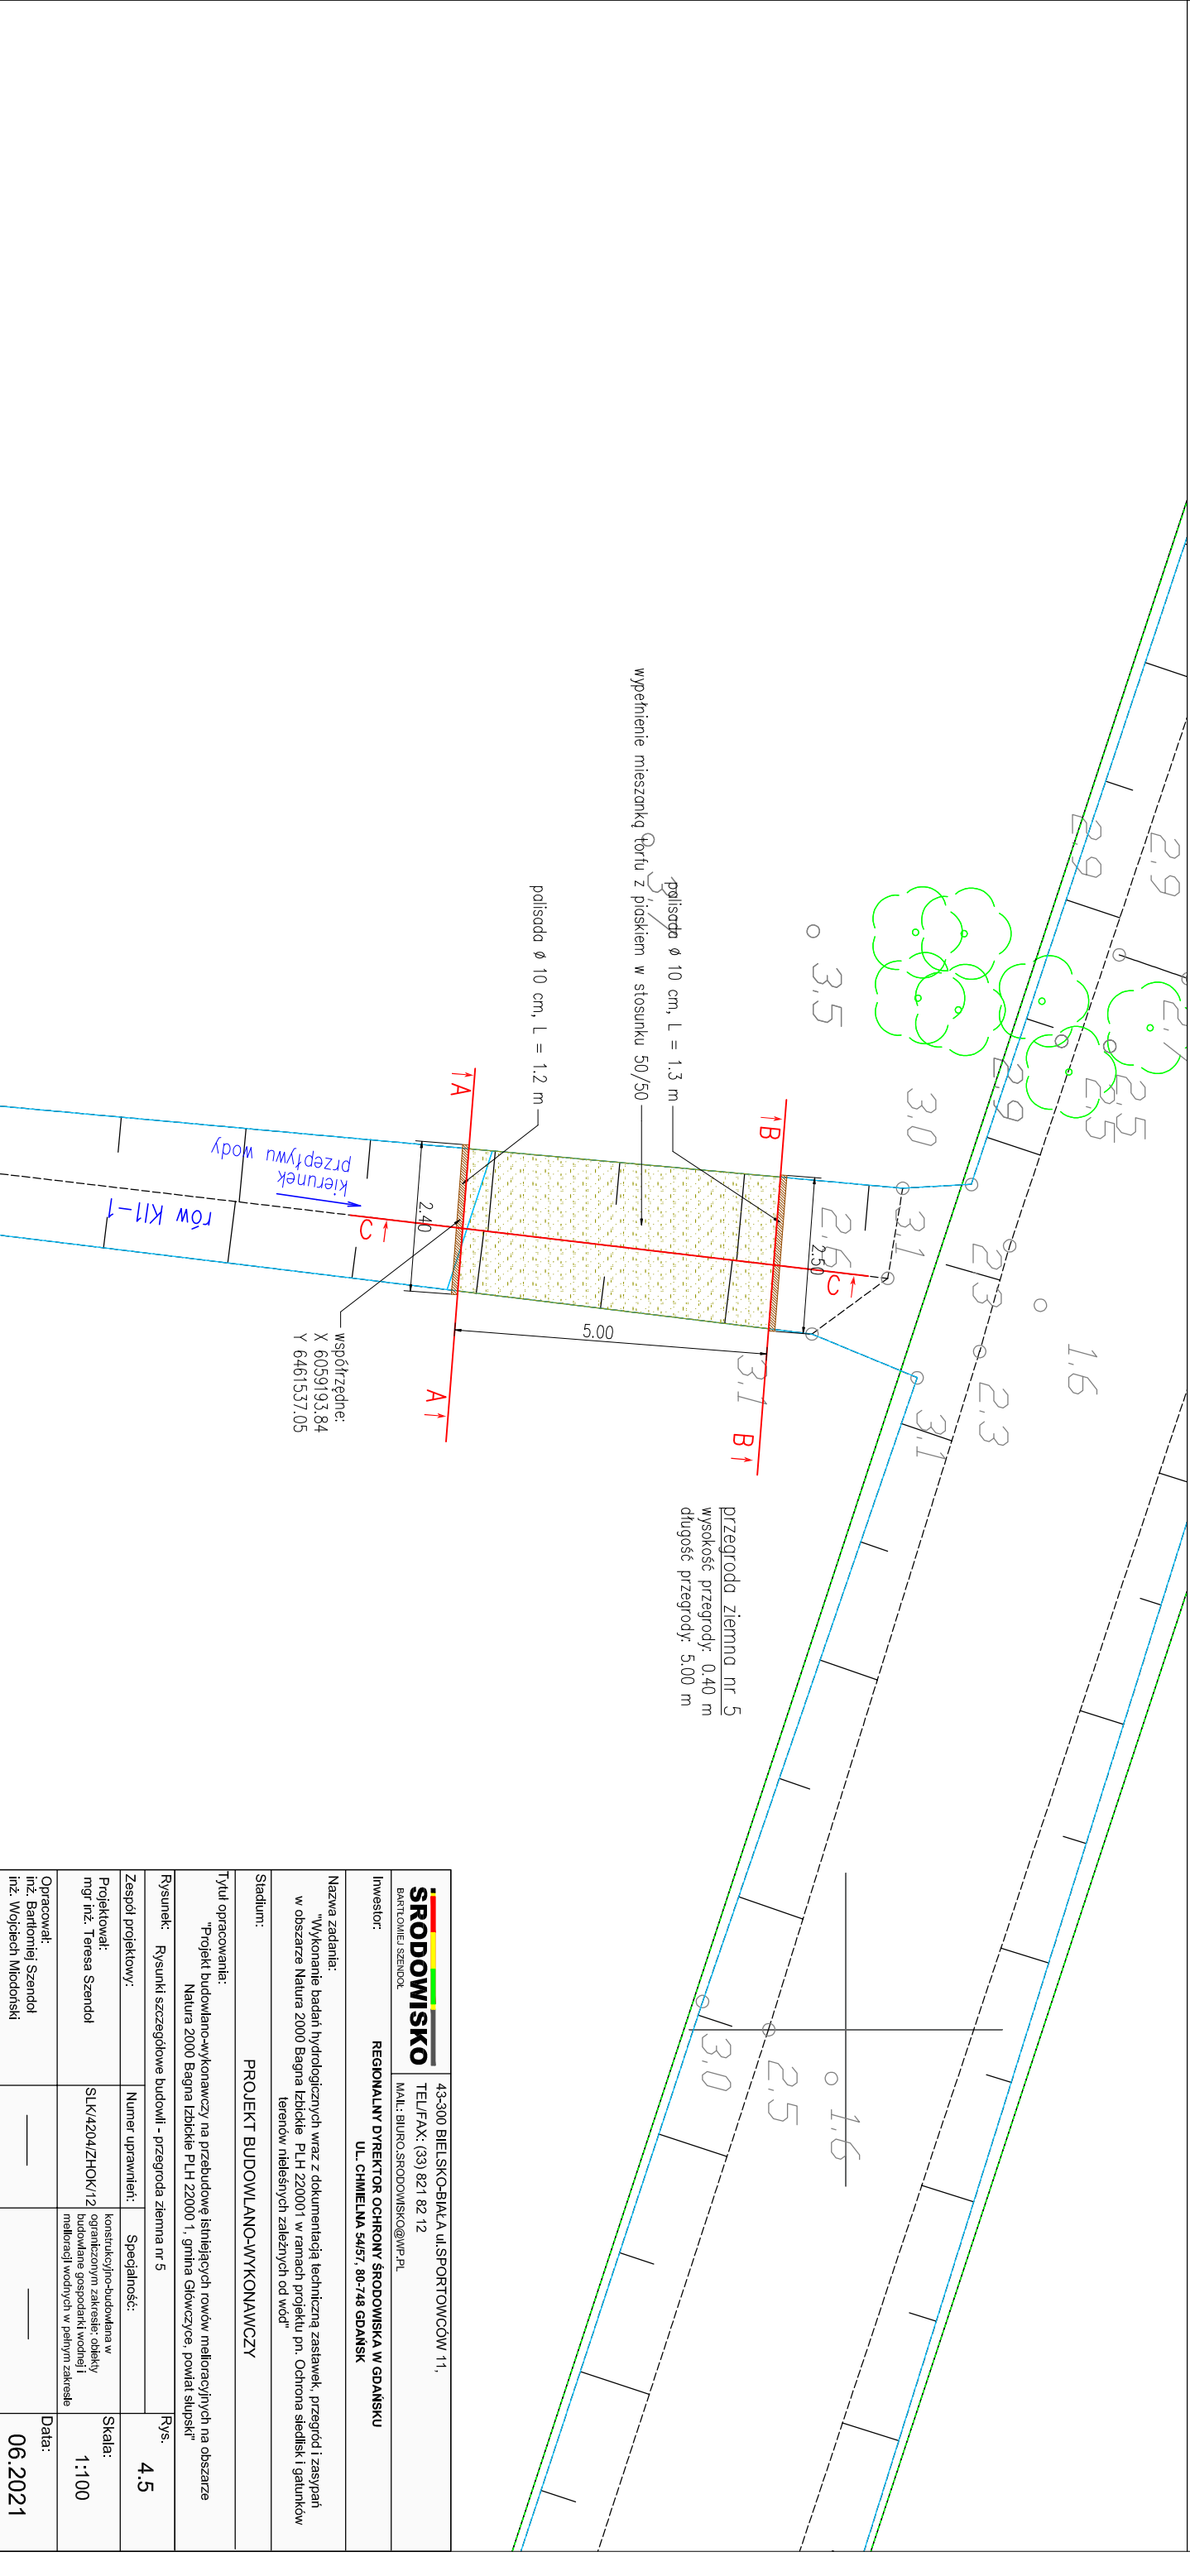 2.9
2.9
2.5
2.5
2.9
3.5
3.0
3.1
2.6
2.3
1.6
2.3
3.1
3.1
palisada ø 10 cm, L = 1.3 m
wypełnienie mieszanką torfu z piaskiem w stosunku 50/50
palisada ø 10 cm, L = 1.2 m
B
B
A
A
C
C
2.50
2.40
5.00
kierunek
przepływu wody
rów KI1-1
współrzędne:
X 6059193.84
Y 6461537.05
przegroda ziemna nr 5
wysokość przegrody: 0.40 m
długość przegrody: 5.00 m
1.6
2.5
3.0
ŚRODOWISKO
BARTŁOMIEJ SZENDOŁ
43-300 BIELSKO-BIAŁA ul.SPORTOWCÓW 11,
TEL/FAX: (33) 821 82 12
MAIL: BIURO.SRODOWISKO@WP.PL
Inwestor:
REGIONALNY DYREKTOR OCHRONY ŚRODOWISKA W GDAŃSKU
UL. CHMIELNA 54/57, 80-748 GDAŃSK
Nazwa zadania:
"Wykonanie badań hydrologicznych wraz z dokumentacją techniczną zastawek, przegród i zasypań
w obszarze Natura 2000 Bagna Izbickie PLH 220001 w ramach projektu pn. Ochrona siedlisk i gatunków
terenów nieleśnych zależnych od wód"
Stadium:
PROJEKT BUDOWLANO-WYKONAWCZY
Tytuł opracowania:
"Projekt budowlano-wykonawczy na przebudowę istniejących rowów melioracyjnych na obszarze
Natura 2000 Bagna Izbickie PLH 22000 1, gmina Główczyce, powiat słupski"
Rysunek: Rysunki szczegółowe budowli - przegroda ziemna nr 5
Rys.
4.5
Zespół projektowy:
Numer uprawnień:
Specjalność:
Projektował:
mgr inż. Teresa Szendoł
SLK/4204/ZHOK/12
konstrukcyjno-budowlana w
ograniczonym zakresie: obiekty
budowlane gospodarki wodnej i
melioracji wodnych w pełnym zakresie
Skala:
1:100
Opracował:
inż. Bartłomiej Szendoł
inż. Wojciech Miodoński
Data:
06.2021